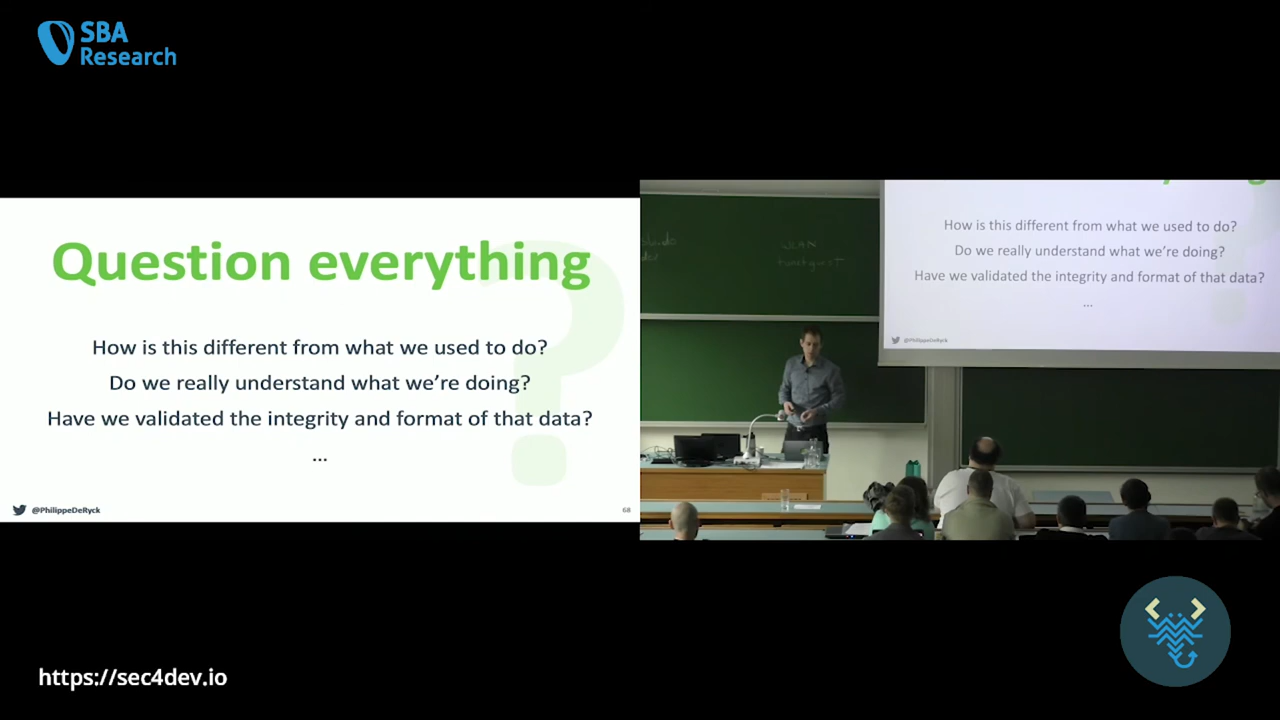 SBA
Research
Question everything
How is this different from what we used to do?
Do we really understand what we're doing?
Have we validated the integrity and format of that data?
...
@PhilippeDeRyck
68
WLAN
How is this different from what we used to do?
Do we really understand what we're doing?
Have we validated the integrity and format of that data?
...
@PhilippeDeRyck
https://sec4dev.io